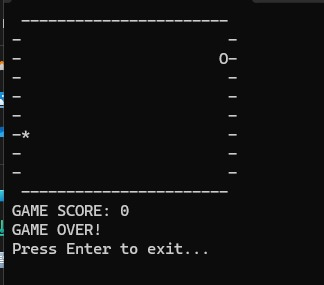 -----------------------
-                       -
-                      O-
-                       -
-                       -
-                       -
-*                      -
-                       -
-                       -
-----------------------
GAME SCORE: 0
GAME OVER!
Press Enter to exit...